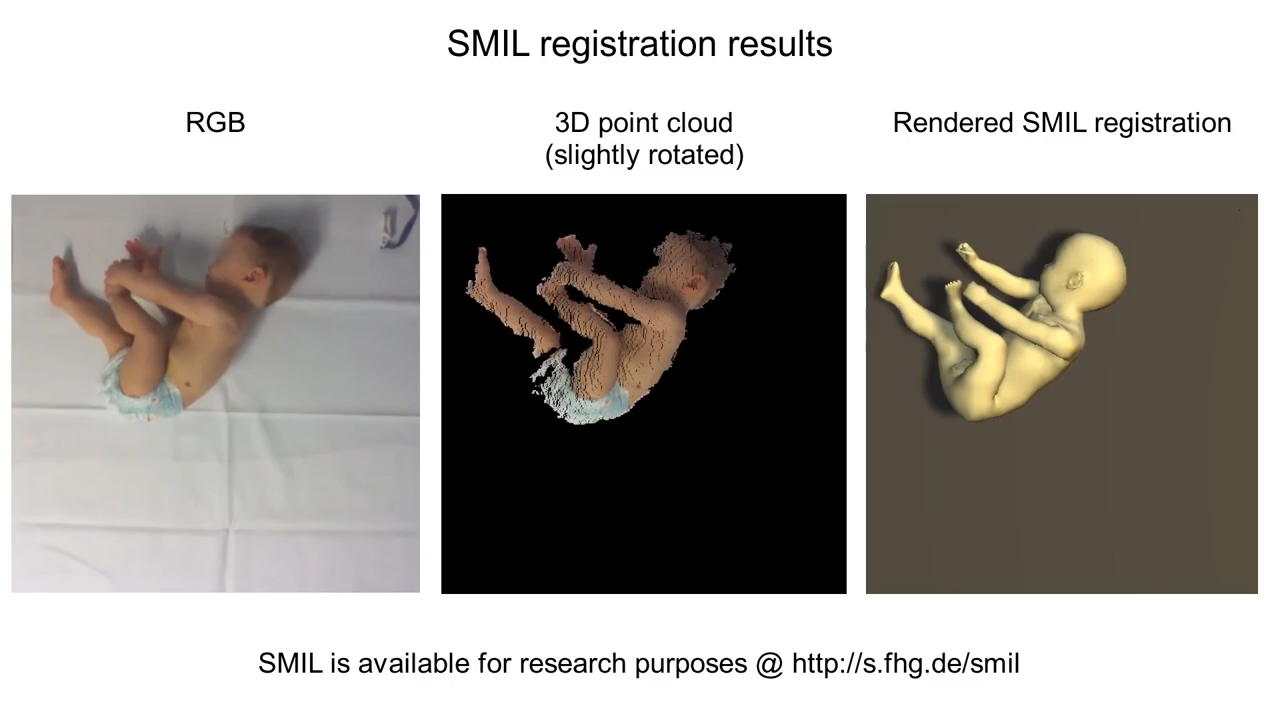 SMIL registration results
RGB
3D point cloud
(slightly rotated)
Rendered SMIL registration
SMIL is available for research purposes @ http://s.fhg.de/smil